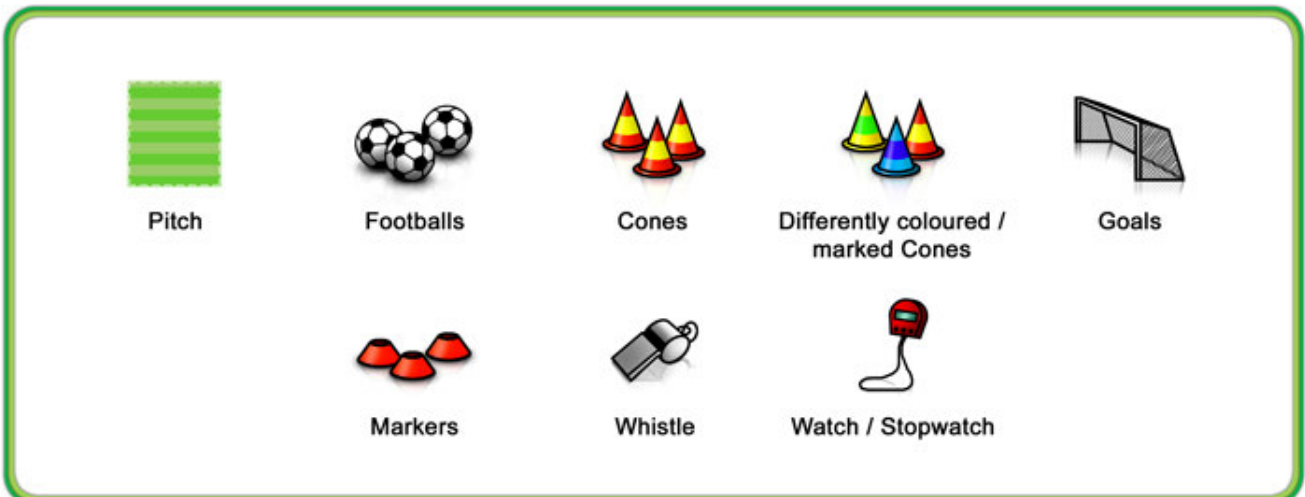 Pitch
Footballs
Cones
Differently coloured /
marked Cones
Goals
Markers
Whistle
Watch / Stopwatch